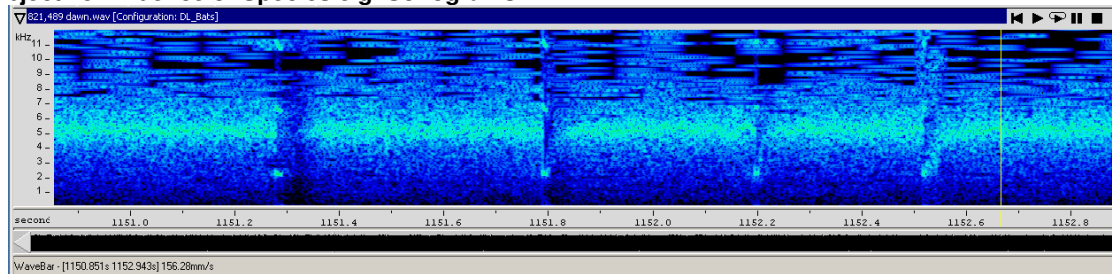 821,489 dawn.wav [Configuration: DL_Bats]
kHz
11
10
9
8
7
6
5
4
3
2
1
second 1151.0 1151.2 1151.4 1151.6 1151.8 1152.0 1152.2 1152.4 1152.6 1152.8
WaveBar - [1150.851s 1152.943s] 156.28mm/s